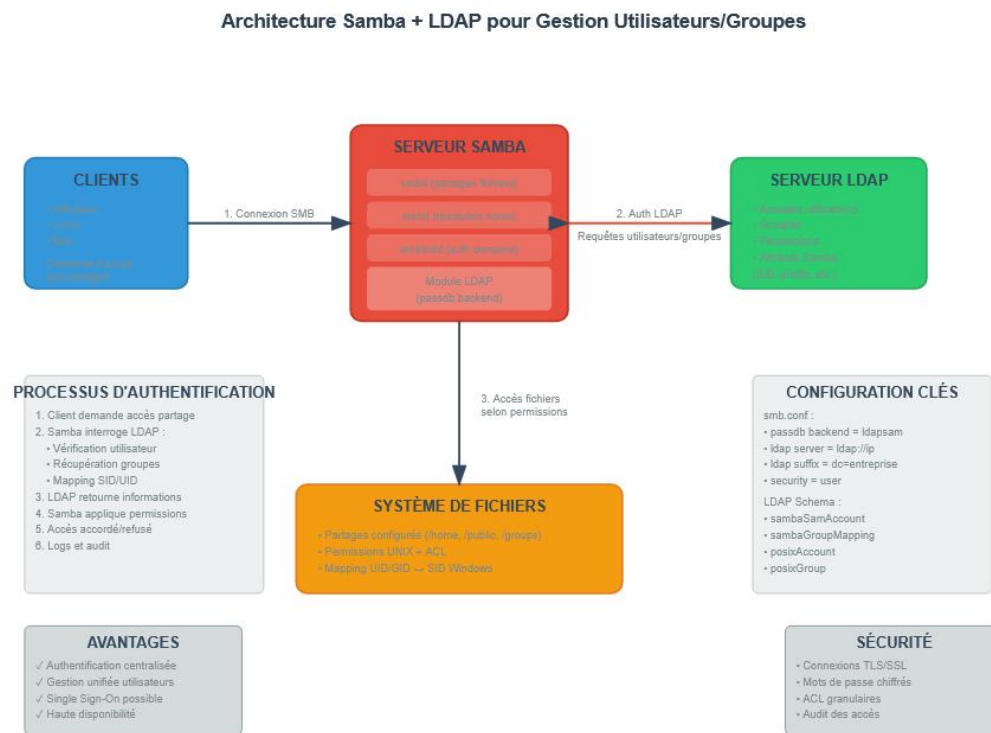 Architecture Samba + LDAP pour Gestion Utilisateurs/Groupes
CLIENTS
1. Connexion SMB
SERVEUR SAMBA
smbd (partages fichiers)
winbind (auth domaine)
Module LDAP
(passdb backend)
2. Auth LDAP
Requêtes utilisateurs/groupes
SERVEUR LDAP
3. Accès fichiers
selon permissions
PROCESSUS D'AUTHENTIFICATION
1. Client demande accès partage
2. Samba interroge LDAP :
• Vérification utilisateur
• Récupération groupes
• Mapping SID/UID
3. LDAP retourne informations
4. Samba applique permissions
5. Accès accordé/refusé
6. Logs et audit
SYSTÈME DE FICHIERS
• Partages configurés (/home, /public, /groups)
• Permissions UNIX + ACL
• Mapping UID/GID ↔ SID Windows
CONFIGURATION CLÉS
smb.conf :
• passdb backend = ldapsam
• ldap server = ldap://ip
• ldap suffix = dc=entreprise
• security = user
LDAP Schema :
• sambaSamAccount
• sambaGroupMapping
• posixAccount
• posixGroup
AVANTAGES
✓ Authentification centralisée
✓ Gestion unifiée utilisateurs
✓ Single Sign-On possible
✓ Haute disponibilité
SÉCURITÉ
• Connexions TLS/SSL
• Mots de passe chiffrés
• ACL granulaires
• Audit des accès